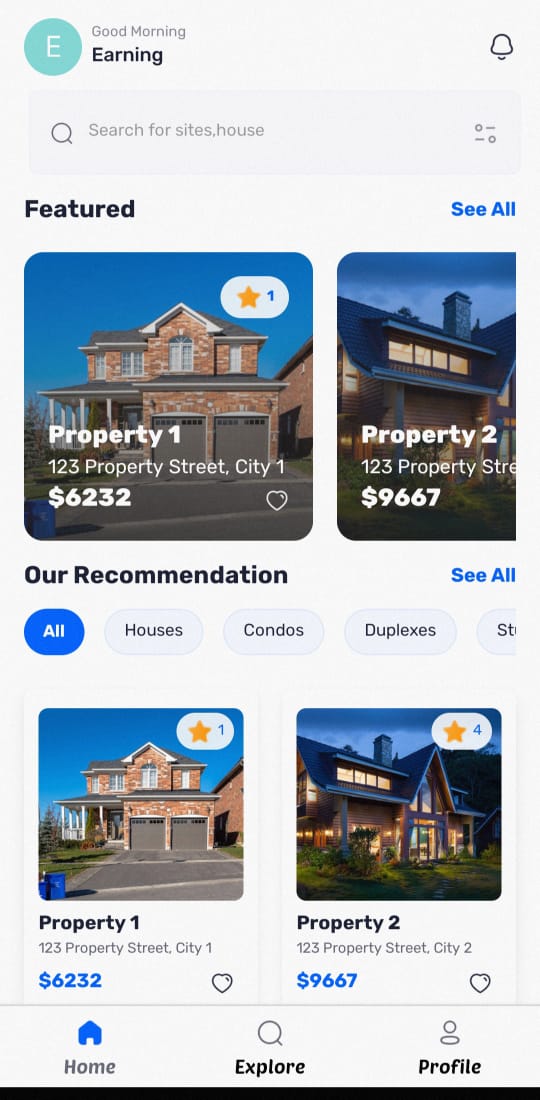 E
Good Morning
Earning
Search for sites,house
Featured
See All
1
Property 1
123 Property Street, City 1
$6232
Property 2
123 Property Stre
$9667
Our Recommendation
See All
All
Houses
Condos
Duplexes
Stu
1
Property 1
123 Property Street, City 1
$6232
4
Property 2
123 Property Street, City 2
$9667
Home
Explore
Profile